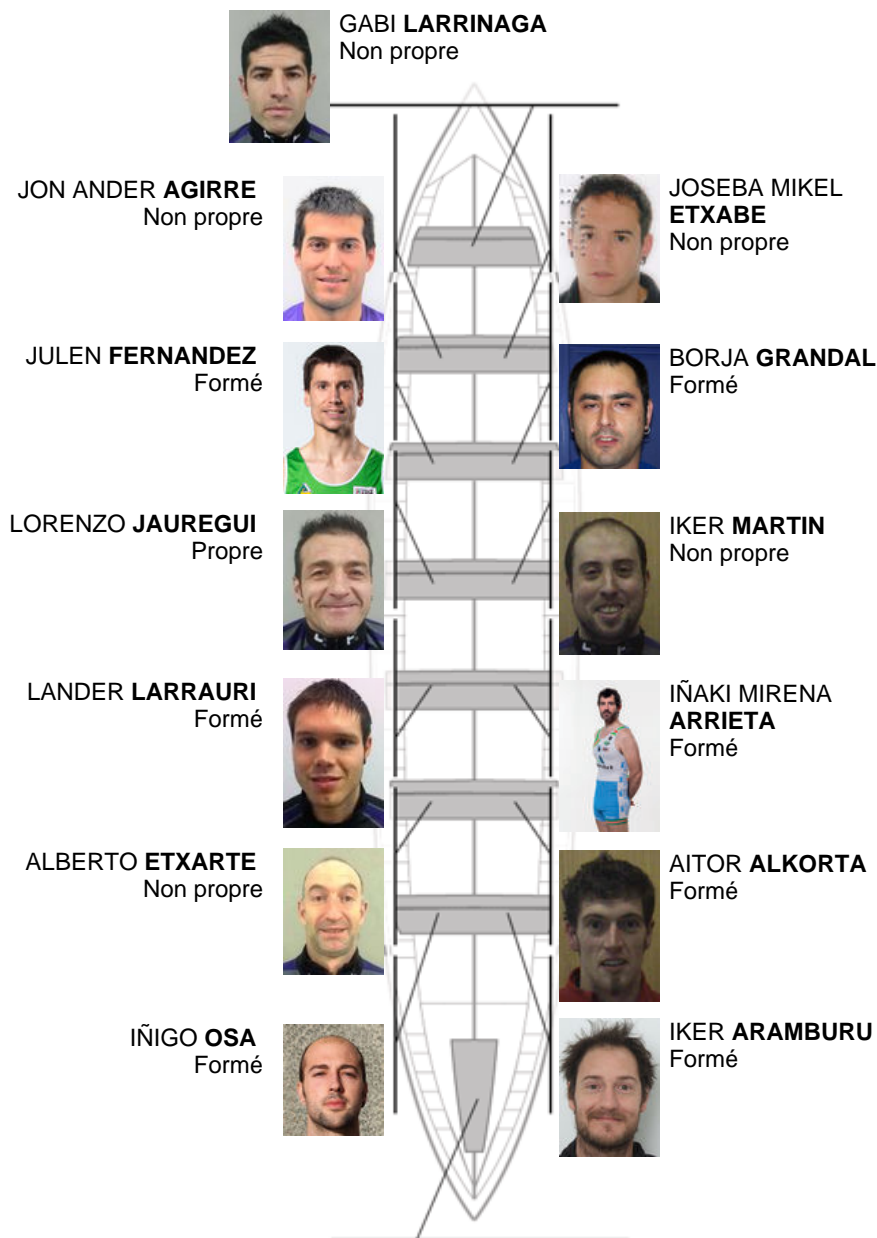 GABI LARRINAGA
Non propre
JON ANDER AGIRRE
Non propre
JOSEBA MIKEL
ETXABE
Non propre
JULEN FERNANDEZ
Formé
BORJA GRANDAL
Formé
LORENZO JAUREGUI
Propre
IKER MARTIN
Non propre
LANDER LARRAURI
Formé
IÑAKI MIRENA
ARRIETA
Formé
ALBERTO ETXARTE
Non propre
AITOR ALKORTA
Formé
IÑIGO OSA
Formé
IKER ARAMBURU
Formé